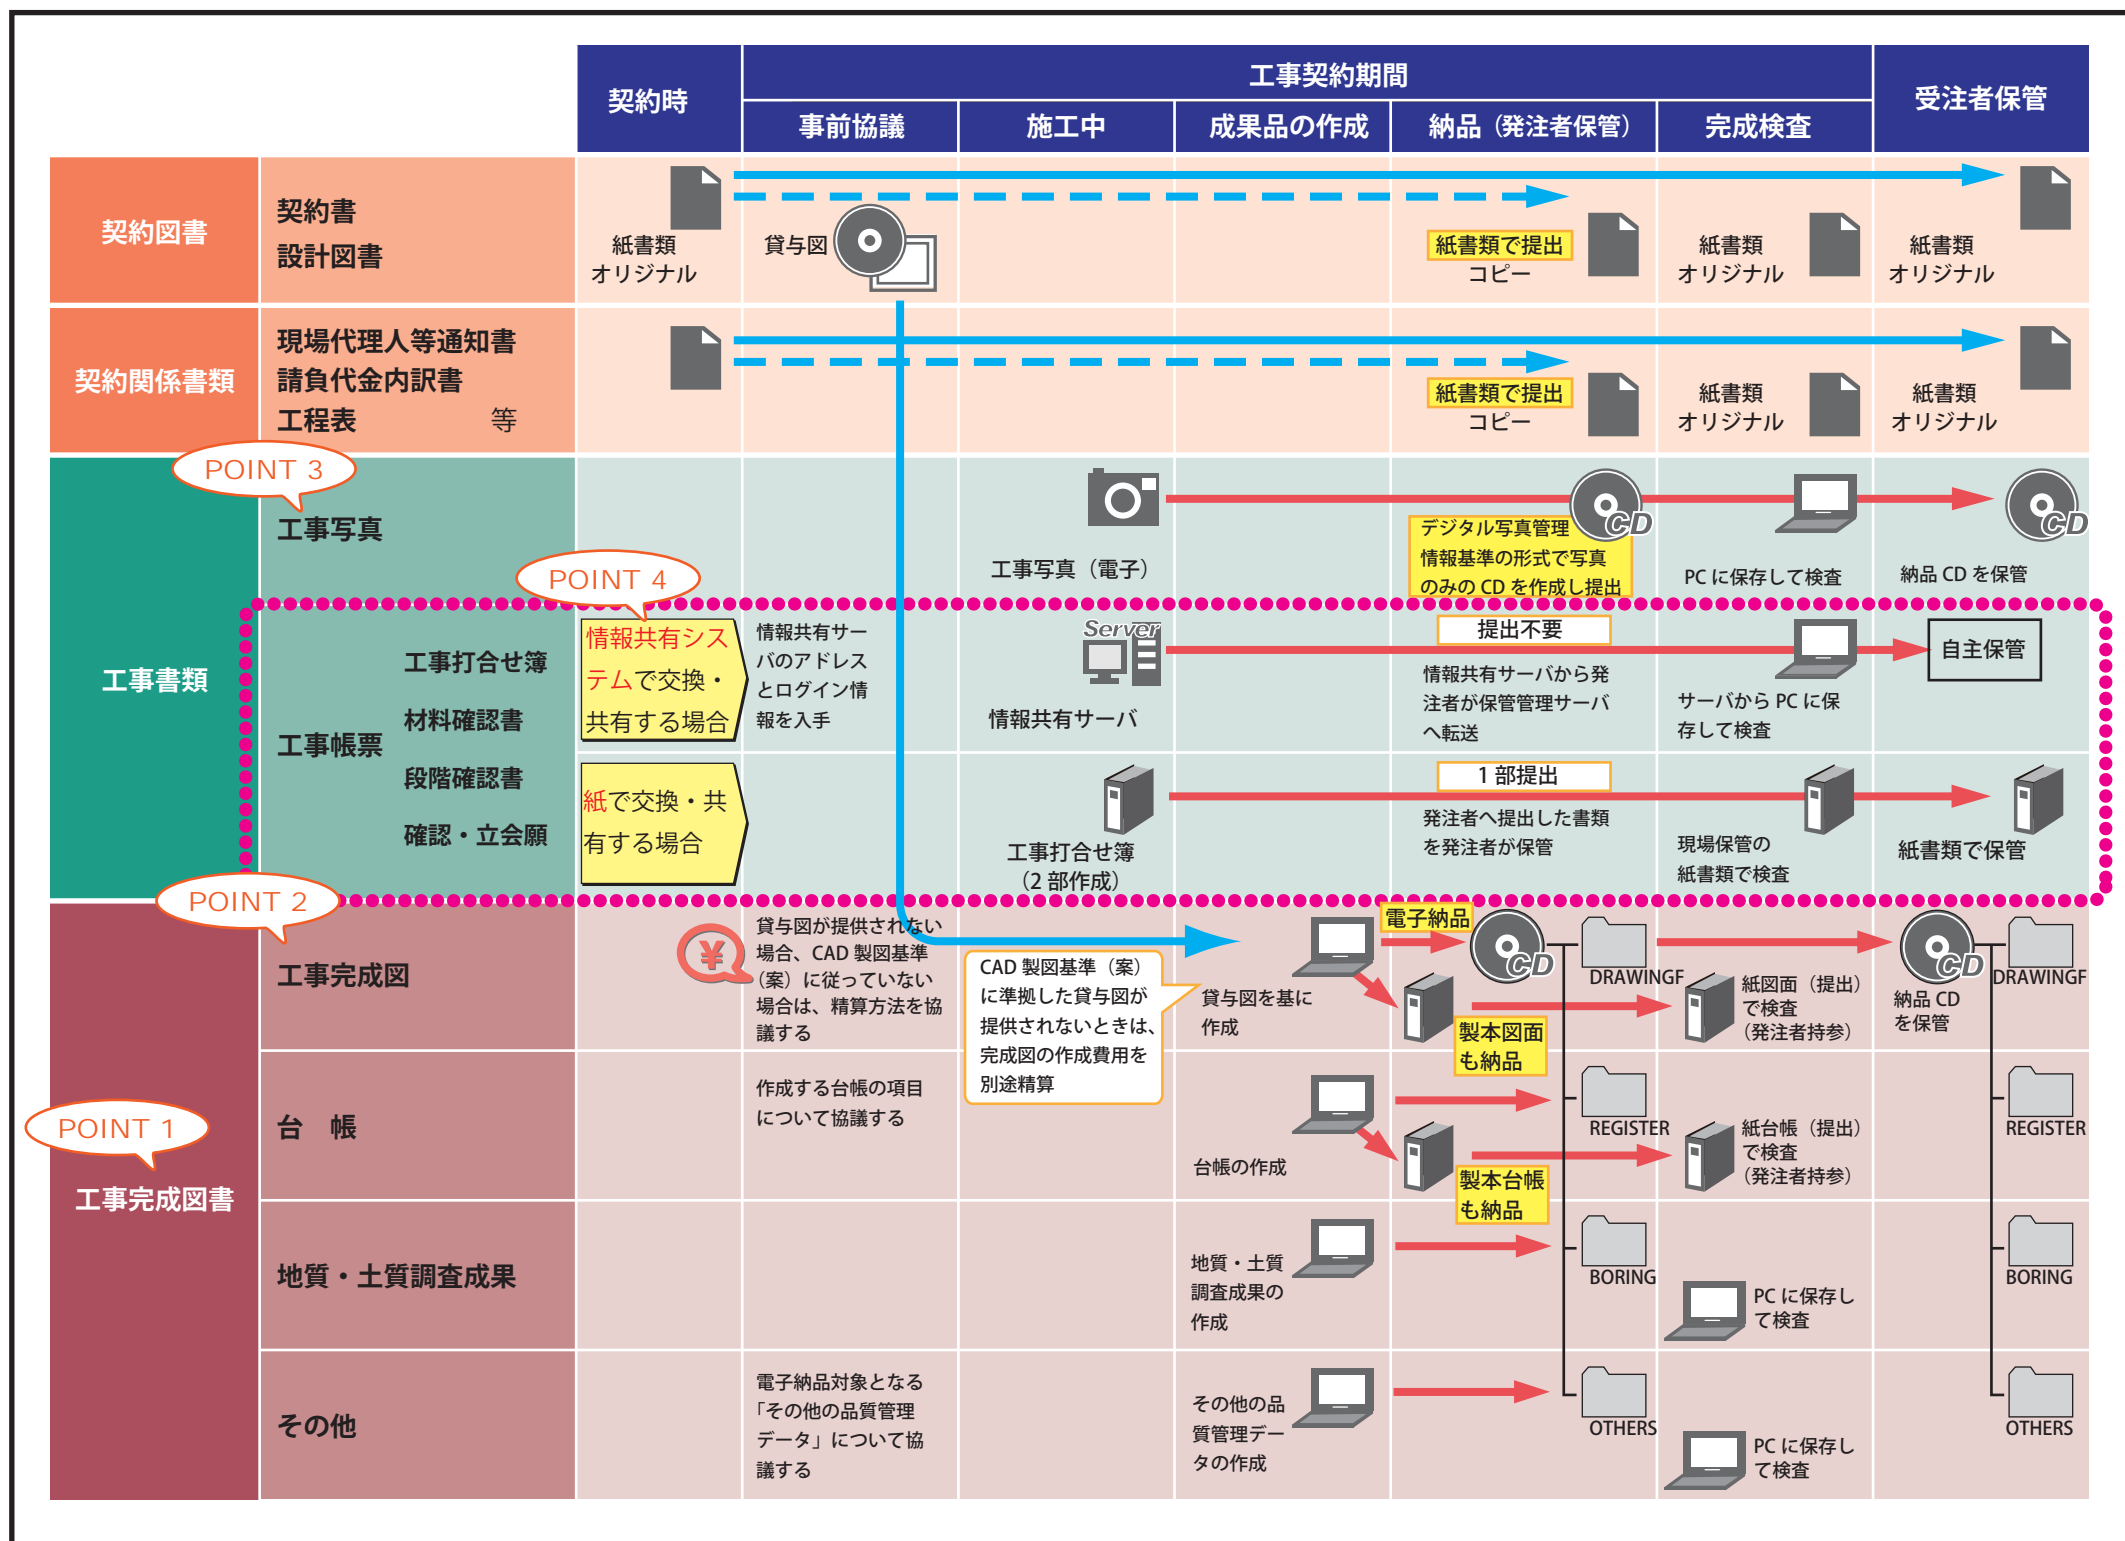 契約時
工事契約期間
受注者保管
事前協議
施工中
成果品の作成
納品（発注者保管）
完成検査
契約図書
契約書
設計図書
紙書類
オリジナル
貸与図
紙書類で提出
コピー
紙書類
オリジナル
紙書類
オリジナル
契約関係書類
現場代理人等通知書
請負代金内訳書
工程表　等
紙書類で提出
コピー
紙書類
オリジナル
紙書類
オリジナル
POINT 3
工事書類
工事写真
工事写真（電子）
CD
デジタル写真管理
情報基準の形式で写真
のみの CD を作成し提出
PC に保存して検査
CD
納品 CD を保管
POINT 4
工事帳票
工事打合せ簿
材料確認書
段階確認書
確認・立会願
情報共有シス
テムで交換・
共有する場合
情報共有サー
バのアドレス
とログイン情
報を入手
Server
情報共有サーバ
提出不要
情報共有サーバから発
注者が保管管理サーバ
へ転送
サーバから PC に保
存して検査
自主保管
紙で交換・共
有する場合
工事打合せ簿
（2 部作成）
1 部提出
発注者へ提出した書類
を発注者が保管
現場保管の
紙書類で検査
紙書類で保管
POINT 2
POINT 1
工事完成図書
工事完成図
¥
貸与図が提供されない
場合、CAD 製図基準
（案）に従っていない
場合は、精算方法を協
議する
CAD 製図基準（案）
に準拠した貸与図が
提供されないときは、
完成図の作成費用を
別途精算
貸与図を基に
作成
電子納品
CD
DRAWINGF
製本図面
も納品
紙図面（提出）
で検査
（発注者持参）
CD
納品 CD
を保管
DRAWINGF
台　帳
作成する台帳の項目
について協議する
台帳の作成
REGISTER
製本台帳
も納品
紙台帳（提出）
で検査
（発注者持参）
REGISTER
地質・土質調査成果
地質・土質
調査成果の
作成
BORING
PC に保存し
て検査
BORING
その他
電子納品対象となる
「その他の品質管理
データ」について協
議する
その他の品
質管理デー
タの作成
OTHERS
PC に保存し
て検査
OTHERS